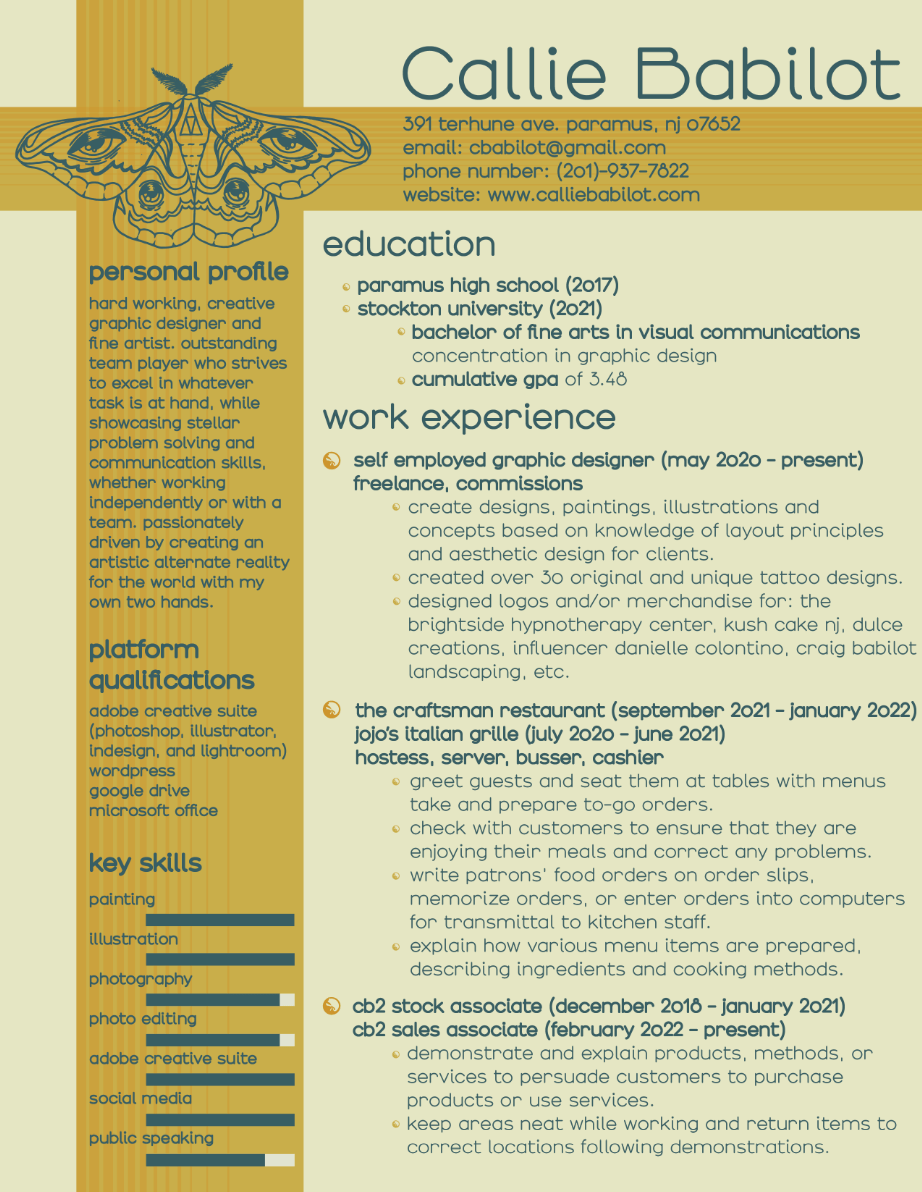 Callie Babilot
391 terhune ave. paramus, nj 07652
email: cbabilot@gmail.com
phone number: (201)-937-7822
website: www.calliebabilot.com
personal profile
hard working, creative
graphic designer and
fine artist. outstanding
team player who strives
to excel in whatever
task is at hand, while
showcasing stellar
problem solving and
communication skills,
whether working
independently or with a
team. passionately
driven by creating an
artistic alternate reality
for the world with my
own two hands.
platform
qualifications
adobe creative suite
(photoshop, illustrator,
indesign, and lightroom)
wordpress
google drive
microsoft office
key skills
painting
illustration
photography
photo editing
adobe creative suite
social media
public speaking
education
paramus high school (2017)
stockton university (2021)
bachelor of fine arts in visual communications
concentration in graphic design
cumulative gpa of 3.48
work experience
self employed graphic designer (may 2020 - present)
freelance, commissions
create designs, paintings, illustrations and
concepts based on knowledge of layout principles
and aesthetic design for clients.
created over 30 original and unique tattoo designs.
designed logos and/or merchandise for: the
brightside hypnotherapy center, kush cake nj, dulce
creations, influencer danielle colontino, craig babilot
landscaping, etc.
the craftsman restaurant (september 2021 - january 2022)
jojo's italian grille (july 2020 - june 2021)
hostess, server, busser, cashier
greet guests and seat them at tables with menus
take and prepare to-go orders.
check with customers to ensure that they are
enjoying their meals and correct any problems.
write patrons' food orders on order slips,
memorize orders, or enter orders into computers
for transmittal to kitchen staff.
explain how various menu items are prepared,
describing ingredients and cooking methods.
cb2 stock associate (december 2018 - january 2021)
cb2 sales associate (february 2022 - present)
demonstrate and explain products, methods, or
services to persuade customers to purchase
products or use services.
keep areas neat while working and return items to
correct locations following demonstrations.